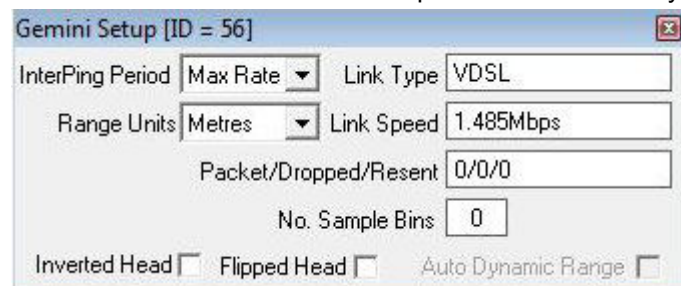 Gemini Setup [ID = 56]
InterPing Period Max Rate Link Type VDSL
Range Units Metres Link Speed 1.485Mbps
Packet/Dropped/Resent 0/0/0
No. Sample Bins 0
Inverted Head Flipped Head Auto Dynamic Range